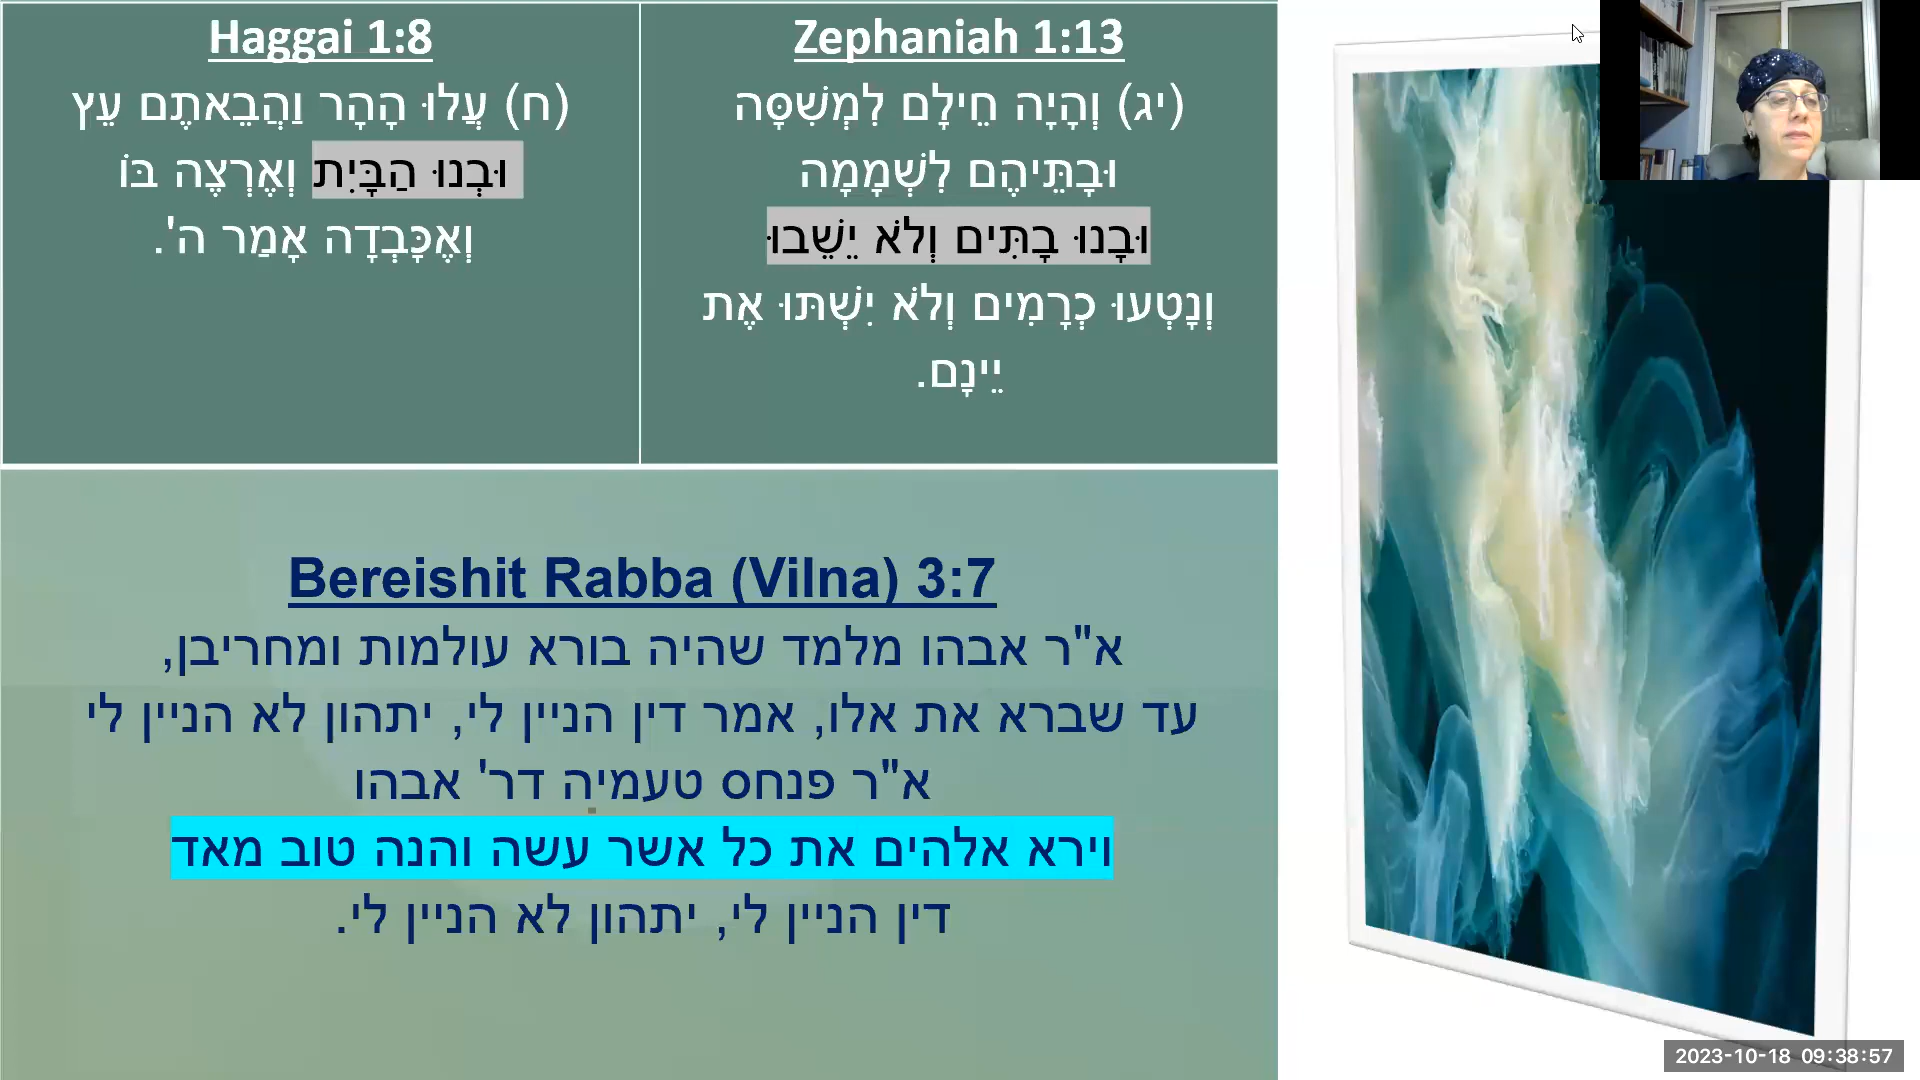 Haggai 1:8
(ח) עֲלוּ הָהָר וַהֲבֵאתֶם עֵץ
וּבְנוּ הַבָּיִת וְאֶרְצֶה בּוֹ
וְאֶכָּבְדָה אָמַר ה'.
Zephaniah 1:13
(יג) וְהָיָה חֵילָם לִמְשִׁסָּה
וּבָתֵּיהֶם לִשְׁמָמָה
וּבָנוּ בָתִּים וְלֹא יֵשֵׁבוּ
וְנָטְעוּ כְרָמִים וְלֹא יִשְׁתּוּ אֶת
יֵינָם.
Bereishit Rabba (Vilna) 3:7
א"ר אבהו מלמד שהיה בורא עולמות ומחריבן,
עד שברא את אלו, אמר דין הניין לי, יתהון לא הניין לי
א"ר פנחס טעמיה דר' אבהו
וירא אלהים את כל אשר עשה והנה טוב מאד
דין הניין לי, יתהון לא הניין לי.
2023-10-18 09:38:57